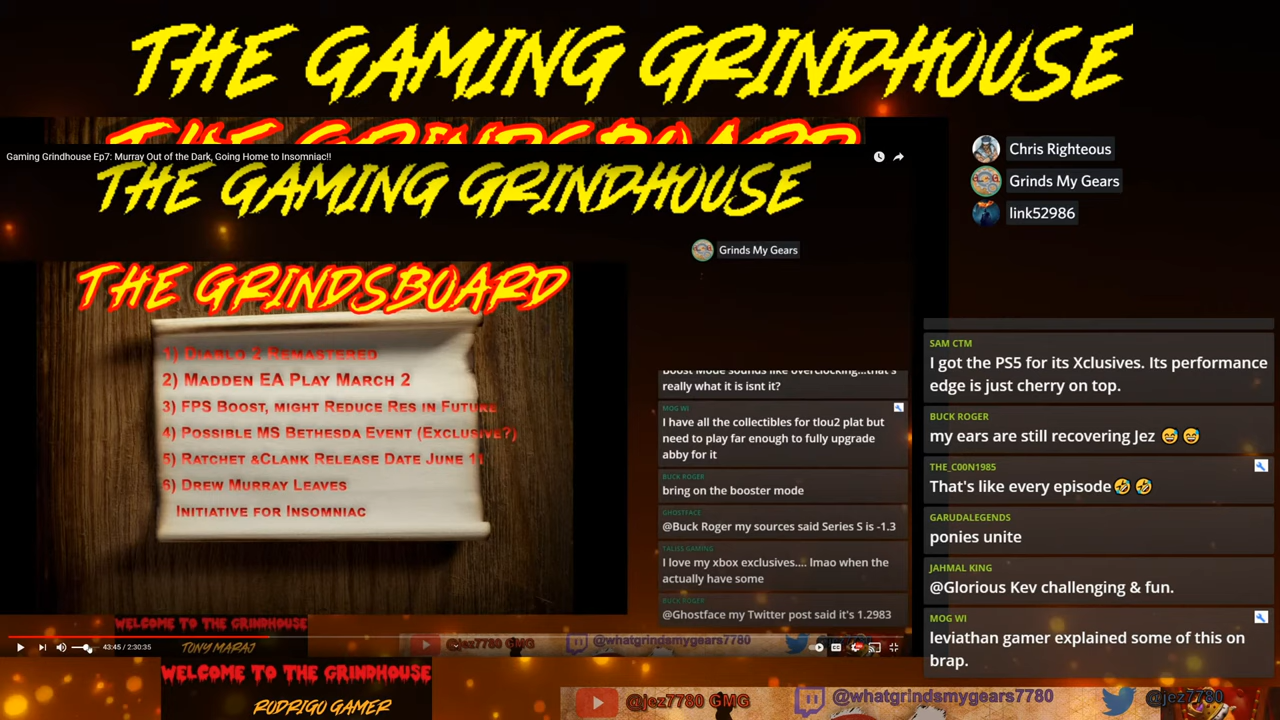 THE GAMING GRINDHOUSE
Gaming Grindhouse Ep7: Murray Out of the Dark, Going Home to Insomniac!!
THE GAMING GRINDHOUSE
Grinds My Gears
THE GRINDSBOARD
1) Diablo 2 Remastered
2) Madden EA Play March 2
3) FPS Boost, might Reduce Res in Future
4) Possible MS Bethesda Event (Exclusive?)
5) Ratchet &Clank Release Date June 11
6) Drew Murray Leaves
Initiative for Insomniac
Boost Mode sounds like overclocking...that's
really what it is isnt it?
MOG WI
I have all the collectibles for tlou2 plat but
need to play far enough to fully upgrade
abby for it
BUCK ROGER
bring on the booster mode
GHOSTFACE
@Buck Roger my sources said Series S is -1.3
TALISS GAMING
I love my xbox exclusives.... lmao when the
actually have some
BUCK ROGER
@Ghostface my Twitter post said it's 1.2983
WELCOME TO THE GRINDHOUSE
TONY MARAJ
GMG
@whatgrindsmygears7780
43:45 / 2:30:35
Chris Righteous
Grinds My Gears
link52986
SAM CTM
I got the PS5 for its Xclusives. Its performance
edge is just cherry on top.
BUCK ROGER
my ears are still recovering Jez
THE_C00N1985
That's like every episode
GARUDALEGENDS
ponies unite
JAHMAL KING
@Glorious Kev challenging & fun.
MOG WI
leviathan gamer explained some of this on
brap.
WELCOME TO THE GRINDHOUSE
RODRIGO GAMER
@jez7780 GMG
@whatgrindsmygears7780
@jez7780